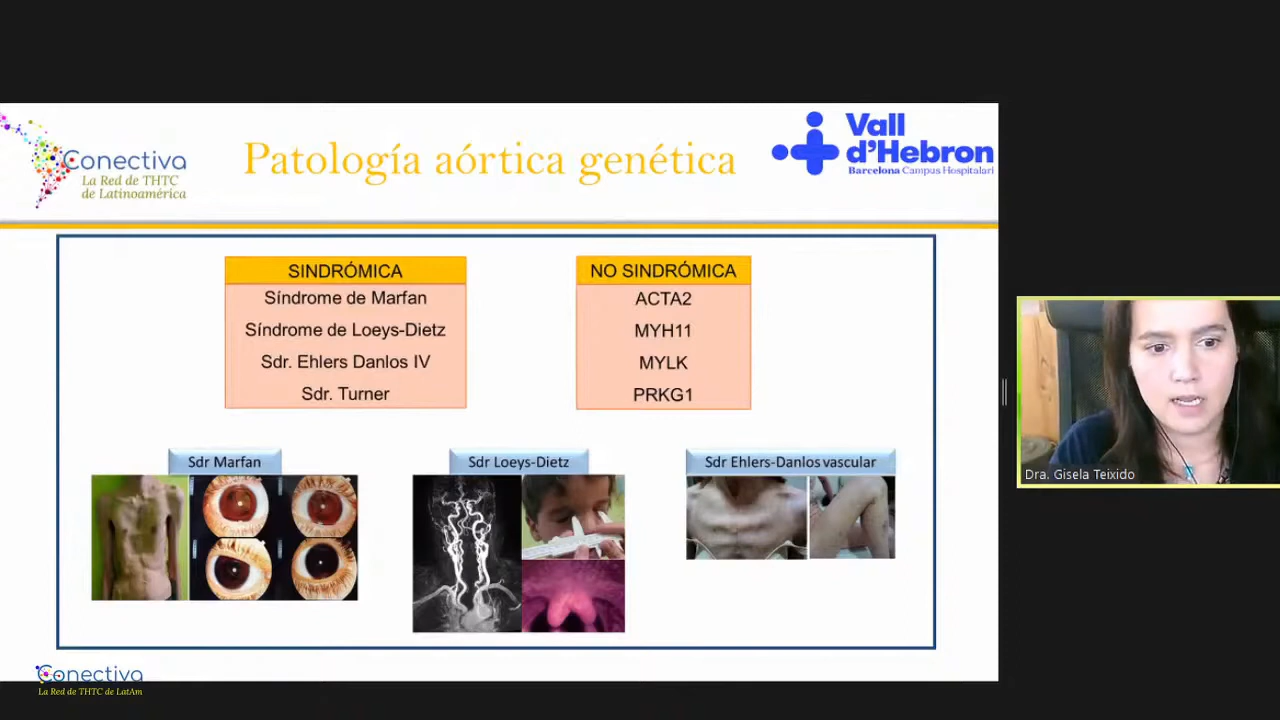 Conectiva
La Red de THTC
de Latinoamérica
Patología aórtica genética
Vall
d'Hebron
Barcelona Campus Hospitalari
SINDRÓMICA
Síndrome de Marfan
Síndrome de Loeys-Dietz
Sdr. Ehlers Danlos IV
Sdr. Turner
NO SINDRÓMICA
ACTA2
MYH11
MYLK
PRKG1
Sdr Marfan
Sdr Loeys-Dietz
Sdr Ehlers-Danlos vascular
Dra. Gisela Teixido
Conectiva
La Red de THTC de LatAm